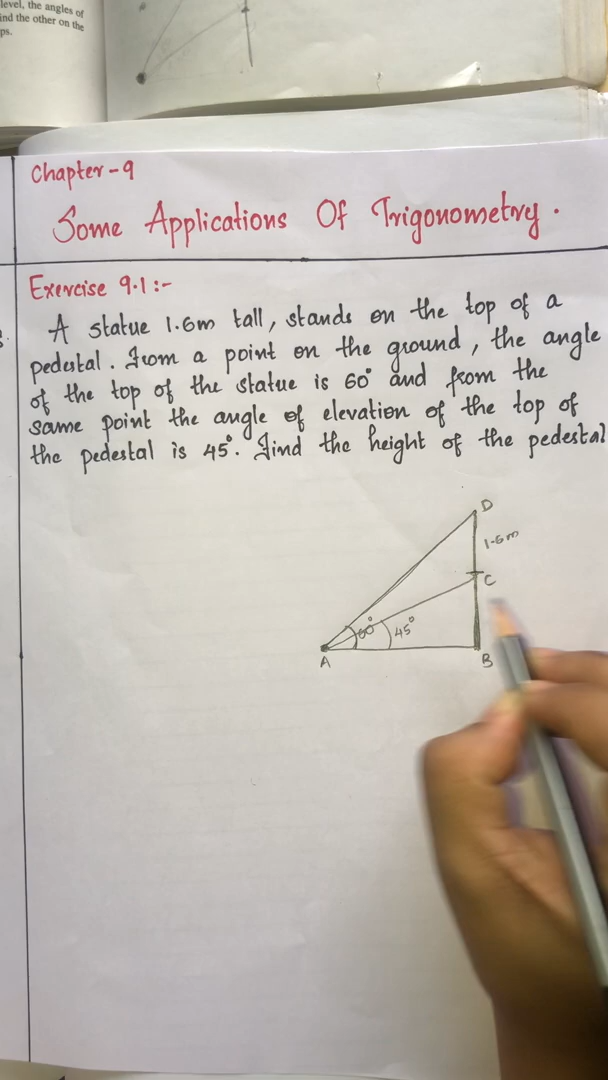 level, the angles of
ind the other on the
ps.
Chapter-9
Some Applications Of Trigonometry.
Exercise 9.1:-
A statue 1.6m tall, stands on the top of a
pedestal. From a point on the ground, the angle
of the top of the statue is 60° and from the
same point the angle of elevation of the top of
the pedestal is 45°. Find the height of the pedestal
D
1.6m
C
60° 45°
A
B